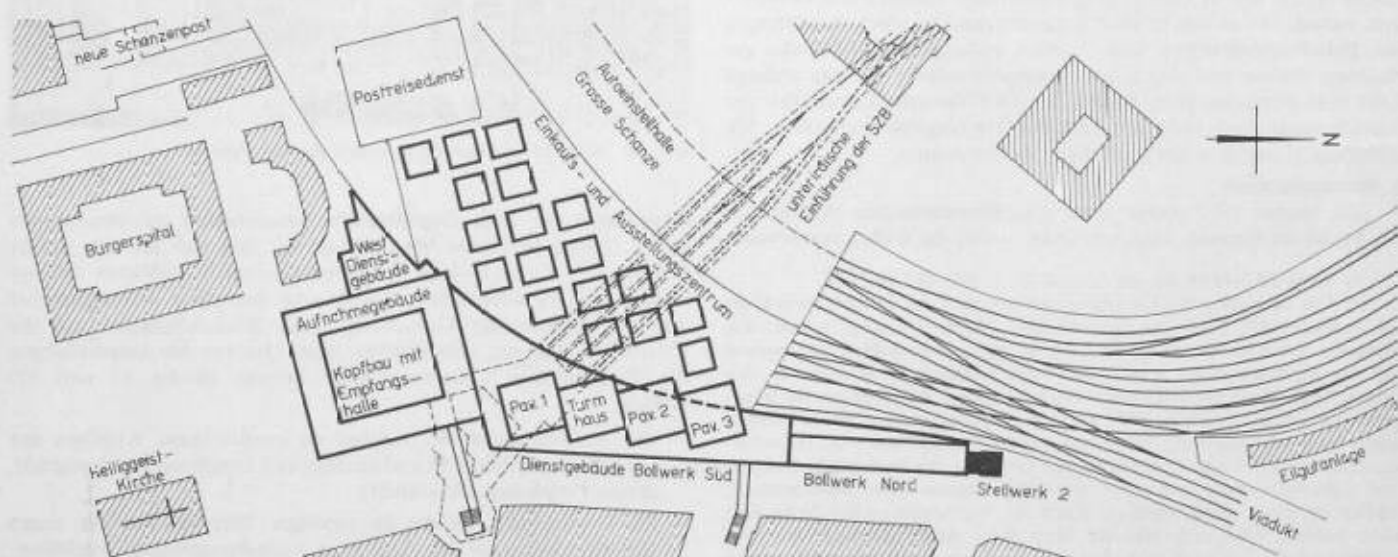 neue Schanzenpost
Postreisedienst
Autoeinstellhalle
Grosse Schanze
Einkaufs- und Ausstellungszentrum
unterirdische
Einführung der SZB
N
Burgerspital
West
Dienst-
gebäude
Aufnahmegebäude
Kopfbau mit
Empfangs-
halle
Pav. 1
Turm
haus
Pav. 2
Pav. 3
Heiliggeist-
Kirche
Dienstgebäude Bollwerk Süd
Bollwerk Nord
Stellwerk 2
Eilgutanlage
Viadukt